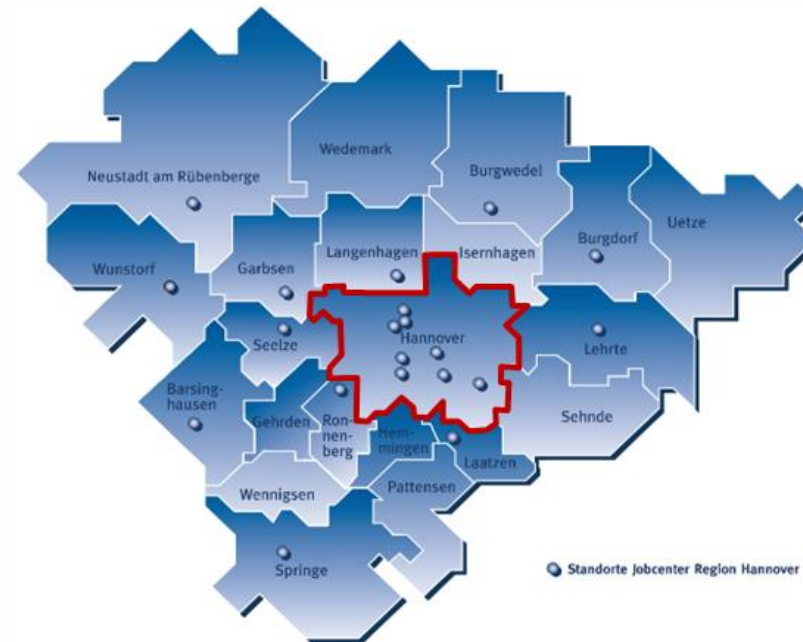 Wedemark
Neustadt am Rübenberge
Burgwedel
Uetze
Burgdorf
Langenhagen
Isernhagen
Wunstorf
Garbsen
Seelze
Hannover
Lehrte
Barsing-
hausen
Gehrden
Ron-
nen-
berg
Hem-
mingen
Laatzen
Sehnde
Wennigsen
Pattensen
Springe
Standorte Jobcenter Region Hannover